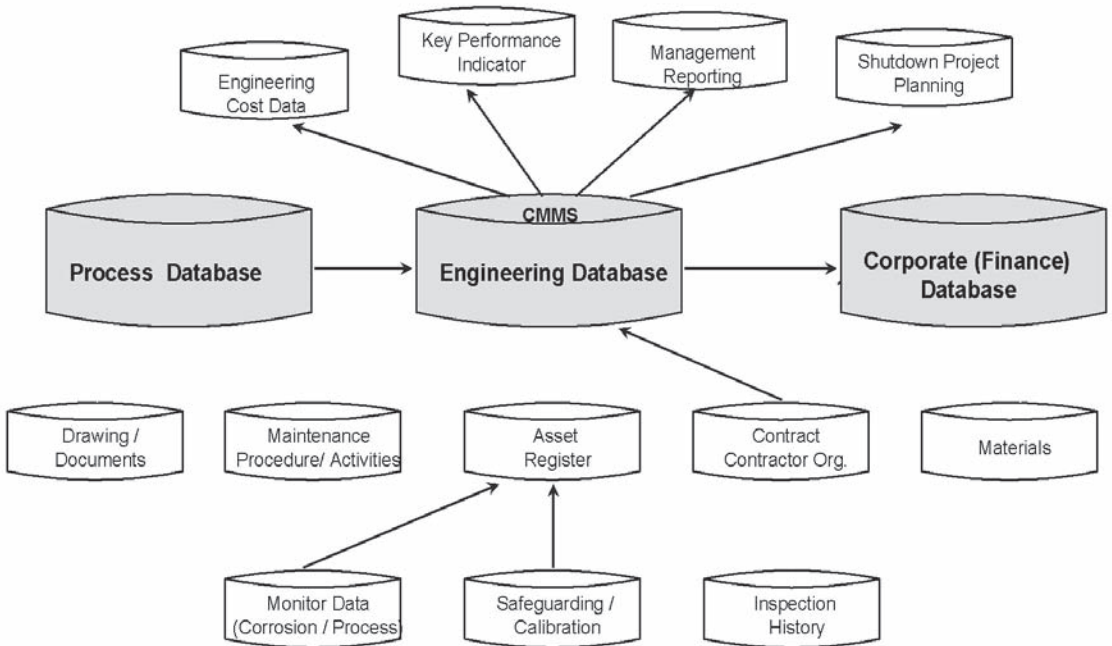 Key Performance
Indicator
Management
Reporting
Shutdown Project
Planning
Engineering
Cost Data
CMMS
Process Database
Engineering Database
Corporate (Finance)
Database
Drawing /
Documents
Maintenance
Procedure/ Activities
Asset
Register
Contract
Contractor Org.
Materials
Monitor Data
(Corrosion / Process)
Safeguarding /
Calibration
Inspection
History